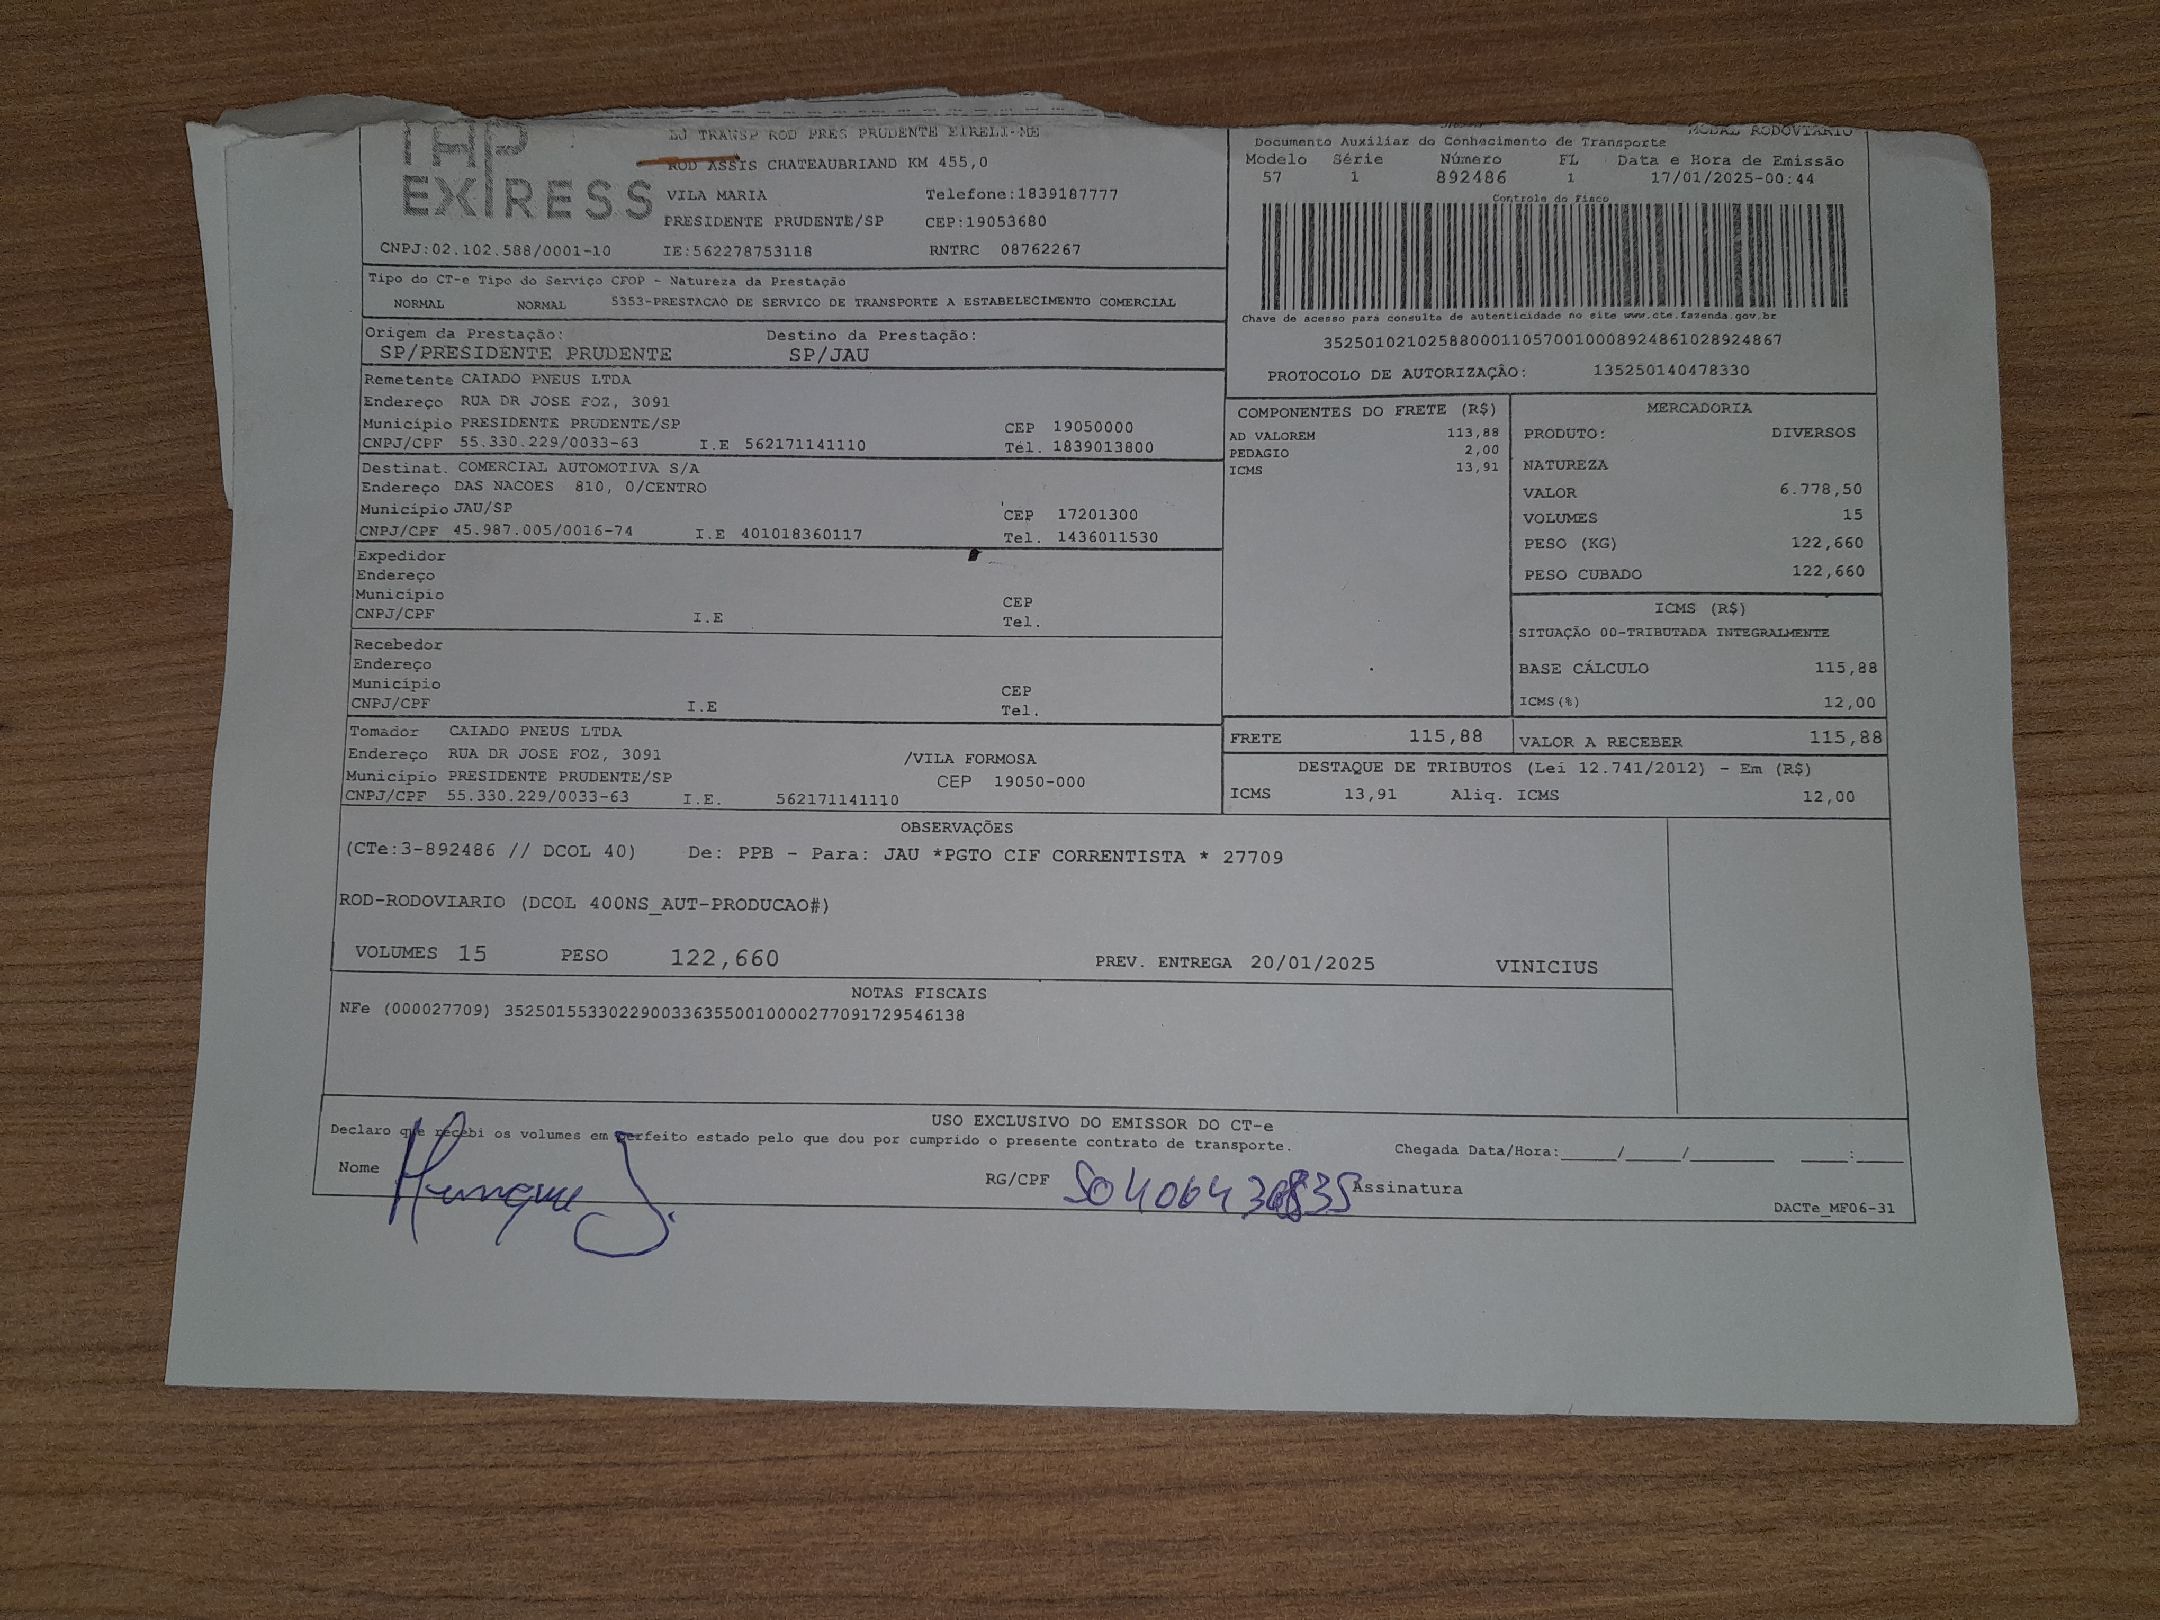 TAP
EXPRESS
LJ TRANSP ROD PRES PRUDENTE EIRELI-ME
ROD ASSIS CHATEAUBRIAND KM 455,0
VILA MARIA Telefone:1839187777
PRESIDENTE PRUDENTE/SP CEP:19053680
CNPJ:02.102.588/0001-10 IE:562278753118 RNTRC 08762267
MODAL RODOVIARIO
Documento Auxiliar do Conhecimento de Transporte
Modelo Série Número FL Data e Hora de Emissão
57 1 892486 1 17/01/2025-00:44
Controle do Fisco
Chave de acesso para consulta de autenticidade no site www.cte.fazenda.gov.br
35250102102588000110570010008924861028924867
PROTOCOLO DE AUTORIZAÇÃO: 135250140478330
Tipo do CT-e Tipo do Serviço CFOP - Natureza da Prestação
NORMAL NORMAL 5353-PRESTACAO DE SERVICO DE TRANSPORTE A ESTABELECIMENTO COMERCIAL
Origem da Prestação: Destino da Prestação:
SP/PRESIDENTE PRUDENTE SP/JAU
Remetente CAIADO PNEUS LTDA
Endereço RUA DR JOSE FOZ, 3091
Município PRESIDENTE PRUDENTE/SP CEP 19050000
CNPJ/CPF 55.330.229/0033-63 I.E 562171141110 Tel. 1839013800
Destinat. COMERCIAL AUTOMOTIVA S/A
Endereço DAS NACOES 810, 0/CENTRO
Município JAU/SP CEP 17201300
CNPJ/CPF 45.987.005/0016-74 I.E 401018360117 Tel. 1436011530
Expedidor
Endereço
Município CEP
CNPJ/CPF I.E Tel.
Recebedor
Endereço
Município CEP
CNPJ/CPF I.E Tel.
Tomador CAIADO PNEUS LTDA
Endereço RUA DR JOSE FOZ, 3091 /VILA FORMOSA
Município PRESIDENTE PRUDENTE/SP CEP 19050-000
CNPJ/CPF 55.330.229/0033-63 I.E. 562171141110
COMPONENTES DO FRETE (R$)
AD VALOREM 113,88
PEDAGIO 2,00
ICMS 13,91
MERCADORIA
PRODUTO: DIVERSOS
NATUREZA
VALOR 6.778,50
VOLUMES 15
PESO (KG) 122,660
PESO CUBADO 122,660
ICMS (R$)
SITUAÇÃO 00-TRIBUTADA INTEGRALMENTE
BASE CÁLCULO 115,88
ICMS(%) 12,00
FRETE 115,88 VALOR A RECEBER 115,88
DESTAQUE DE TRIBUTOS (Lei 12.741/2012) - Em (R$)
ICMS 13,91 Aliq. ICMS 12,00
OBSERVAÇÕES
(CTe:3-892486 // DCOL 40) De: PPB - Para: JAU *PGTO CIF CORRENTISTA * 27709
ROD-RODOVIARIO (DCOL 400NS_AUT-PRODUCAO#)
VOLUMES 15 PESO 122,660 PREV. ENTREGA 20/01/2025 VINICIUS
NOTAS FISCAIS
NFe (000027709) 35250155330229003363550010000277091729546138
USO EXCLUSIVO DO EMISSOR DO CT-e
Declaro que recebi os volumes em perfeito estado pelo que dou por cumprido o presente contrato de transporte. Chegada Data/Hora:_____/_____/_______ ____:____
Nome Henrique J. RG/CPF Assinatura
DACTe_MF06-31